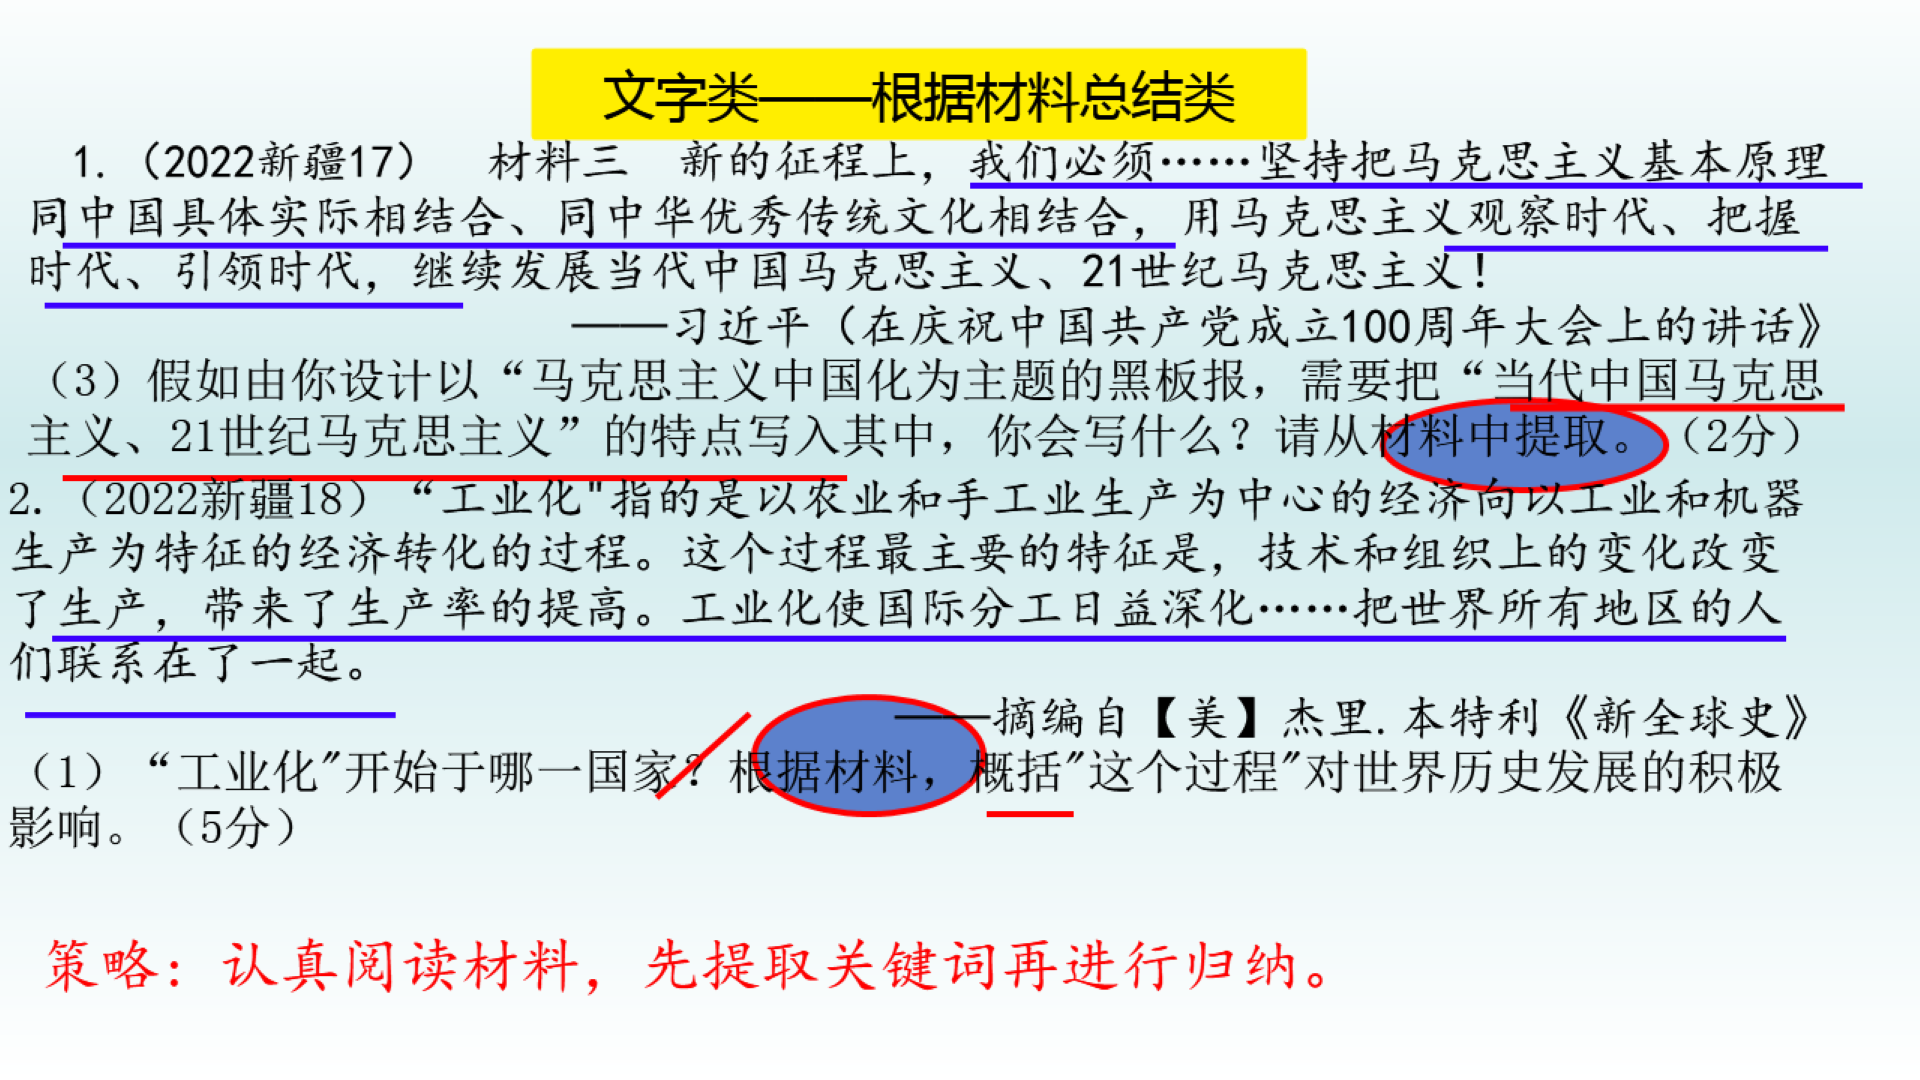 文字类——根据材料总结类
1.（2022新疆17） 材料三 新的征程上，我们必须……坚持把马克思主义基本原理
同中国具体实际相结合、同中华优秀传统文化相结合，用马克思主义观察时代、把握
时代、引领时代，继续发展当代中国马克思主义、21世纪马克思主义！
——习近平（在庆祝中国共产党成立100周年大会上的讲话》
（3）假如由你设计以“马克思主义中国化为主题的黑板报，需要把“当代中国马克思
主义、21世纪马克思主义”的特点写入其中，你会写什么？请从材料中提取。（2分）
2.（2022新疆18）“工业化"指的是以农业和手工业生产为中心的经济向以工业和机器
生产为特征的经济转化的过程。这个过程最主要的特征是，技术和组织上的变化改变
了生产，带来了生产率的提高。工业化使国际分工日益深化……把世界所有地区的人
们联系在了一起。
——摘编自【美】杰里.本特利《新全球史》
（1）“工业化"开始于哪一国家？根据材料，概括"这个过程"对世界历史发展的积极
影响。（5分）
策略：认真阅读材料，先提取关键词再进行归纳。